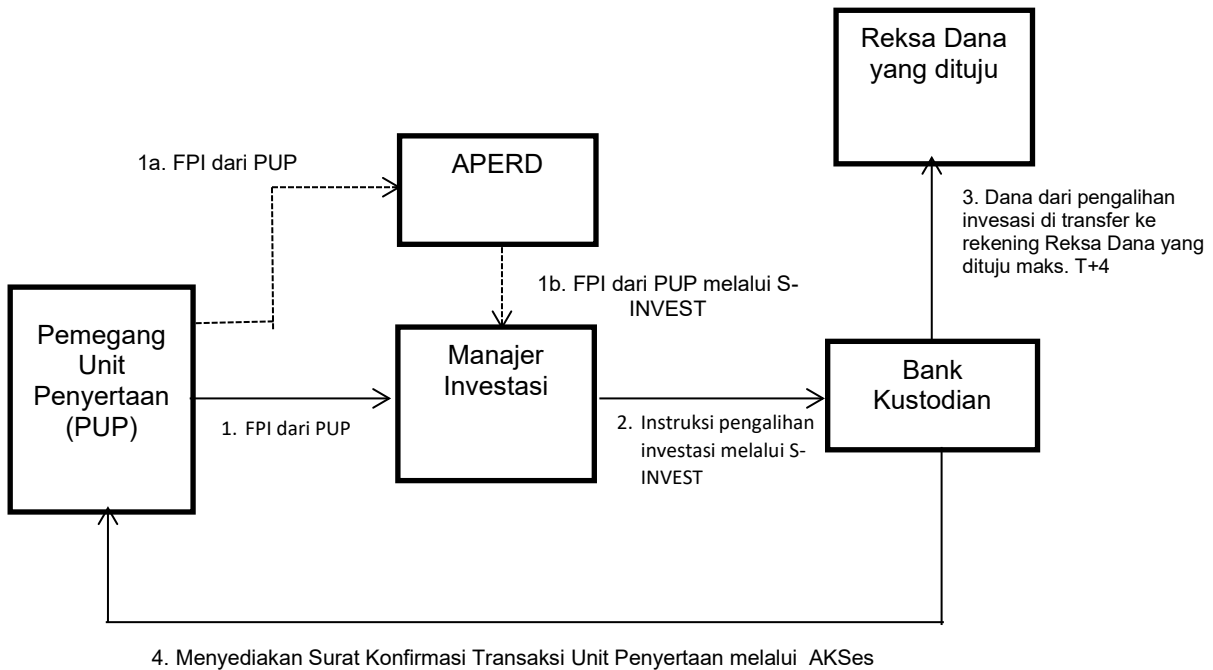 Reksa Dana
yang dituju
1a. FPI dari PUP
APERD
3. Dana dari pengalihan
invesasi di transfer ke
rekening Reksa Dana yang
dituju maks. T+4
1b. FPI dari PUP melalui S-
INVEST
Pemegang
Unit
Penyertaan
(PUP)
Manajer
Investasi
Bank
Kustodian
1. FPI dari PUP
2. Instruksi pengalihan
investasi melalui S-
INVEST
4. Menyediakan Surat Konfirmasi Transaksi Unit Penyertaan melalui AKSes